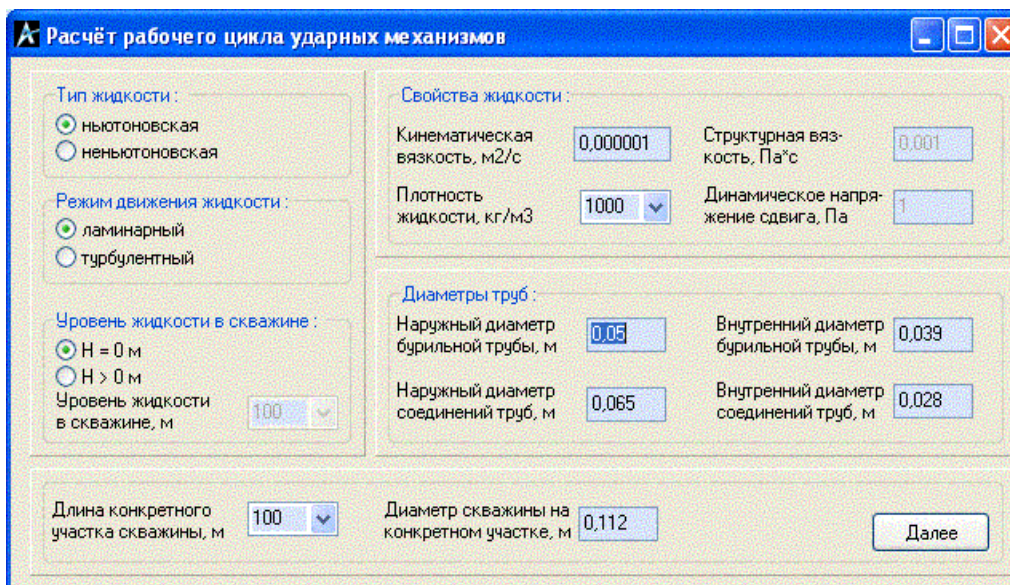 Расчёт рабочего цикла ударных механизмов
Тип жидкости :
ньютоновская
неньютоновская
Режим движения жидкости :
ламинарный
турбулентный
Уровень жидкости в скважине :
H = 0 м
H > 0 м
Уровень жидкости
в скважине, м
100
Свойства жидкости :
Кинематическая
вязкость, м2/с
0,000001
Структурная вяз-
кость, Па*с
0.001
Плотность
жидкости, кг/м3
1000
Динамическое напря-
жение сдвига, Па
1
Диаметры труб :
Наружный диаметр
бурильной трубы, м
0,05
Внутренний диаметр
бурильной трубы, м
0,039
Наружный диаметр
соединений труб, м
0,065
Внутренний диаметр
соединений труб, м
0,028
Длина конкретного
участка скважины, м
100
Диаметр скважины на
конкретном участке, м
0,112
Далее